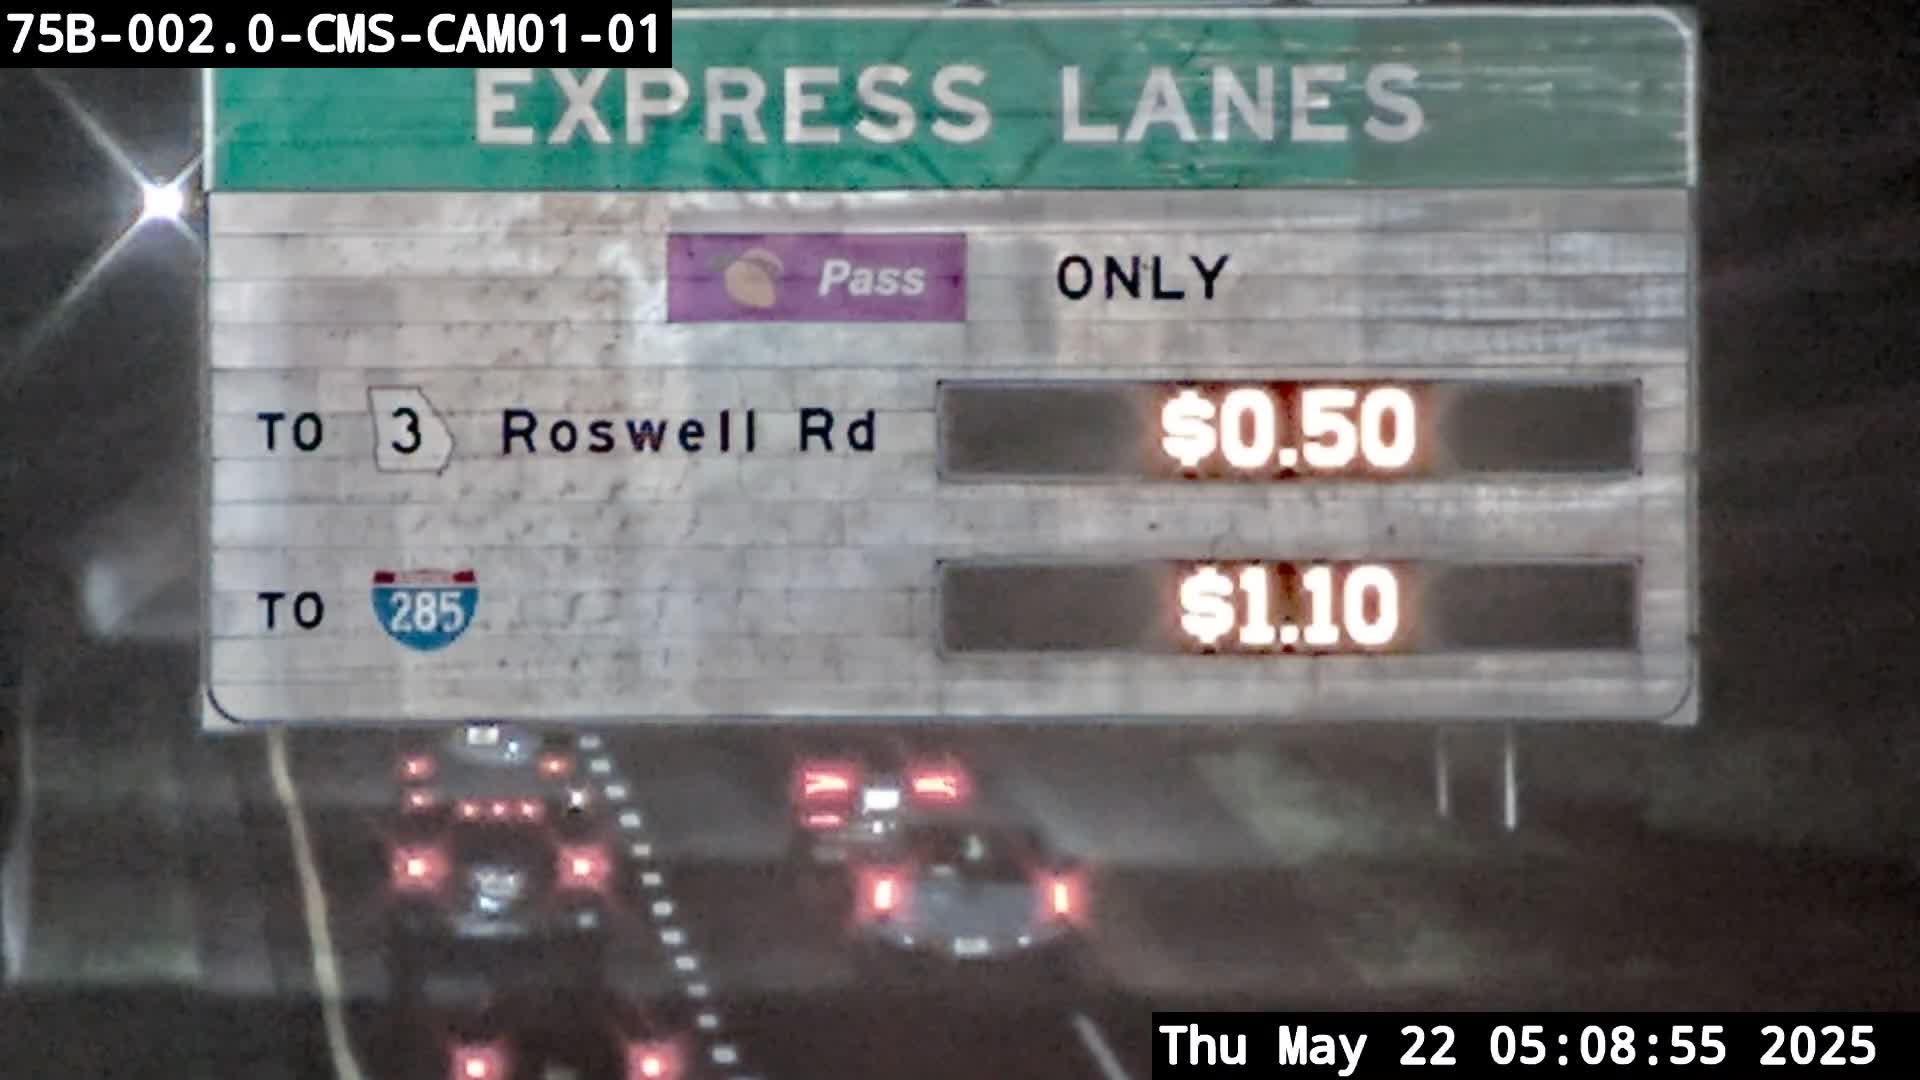 75B-002.0-CMS-CAM01-01
EXPRESS LANES
Pass ONLY
TO 3 Roswell Rd $0.50
TO 285 $1.10
Thu May 22 05:08:55 2025